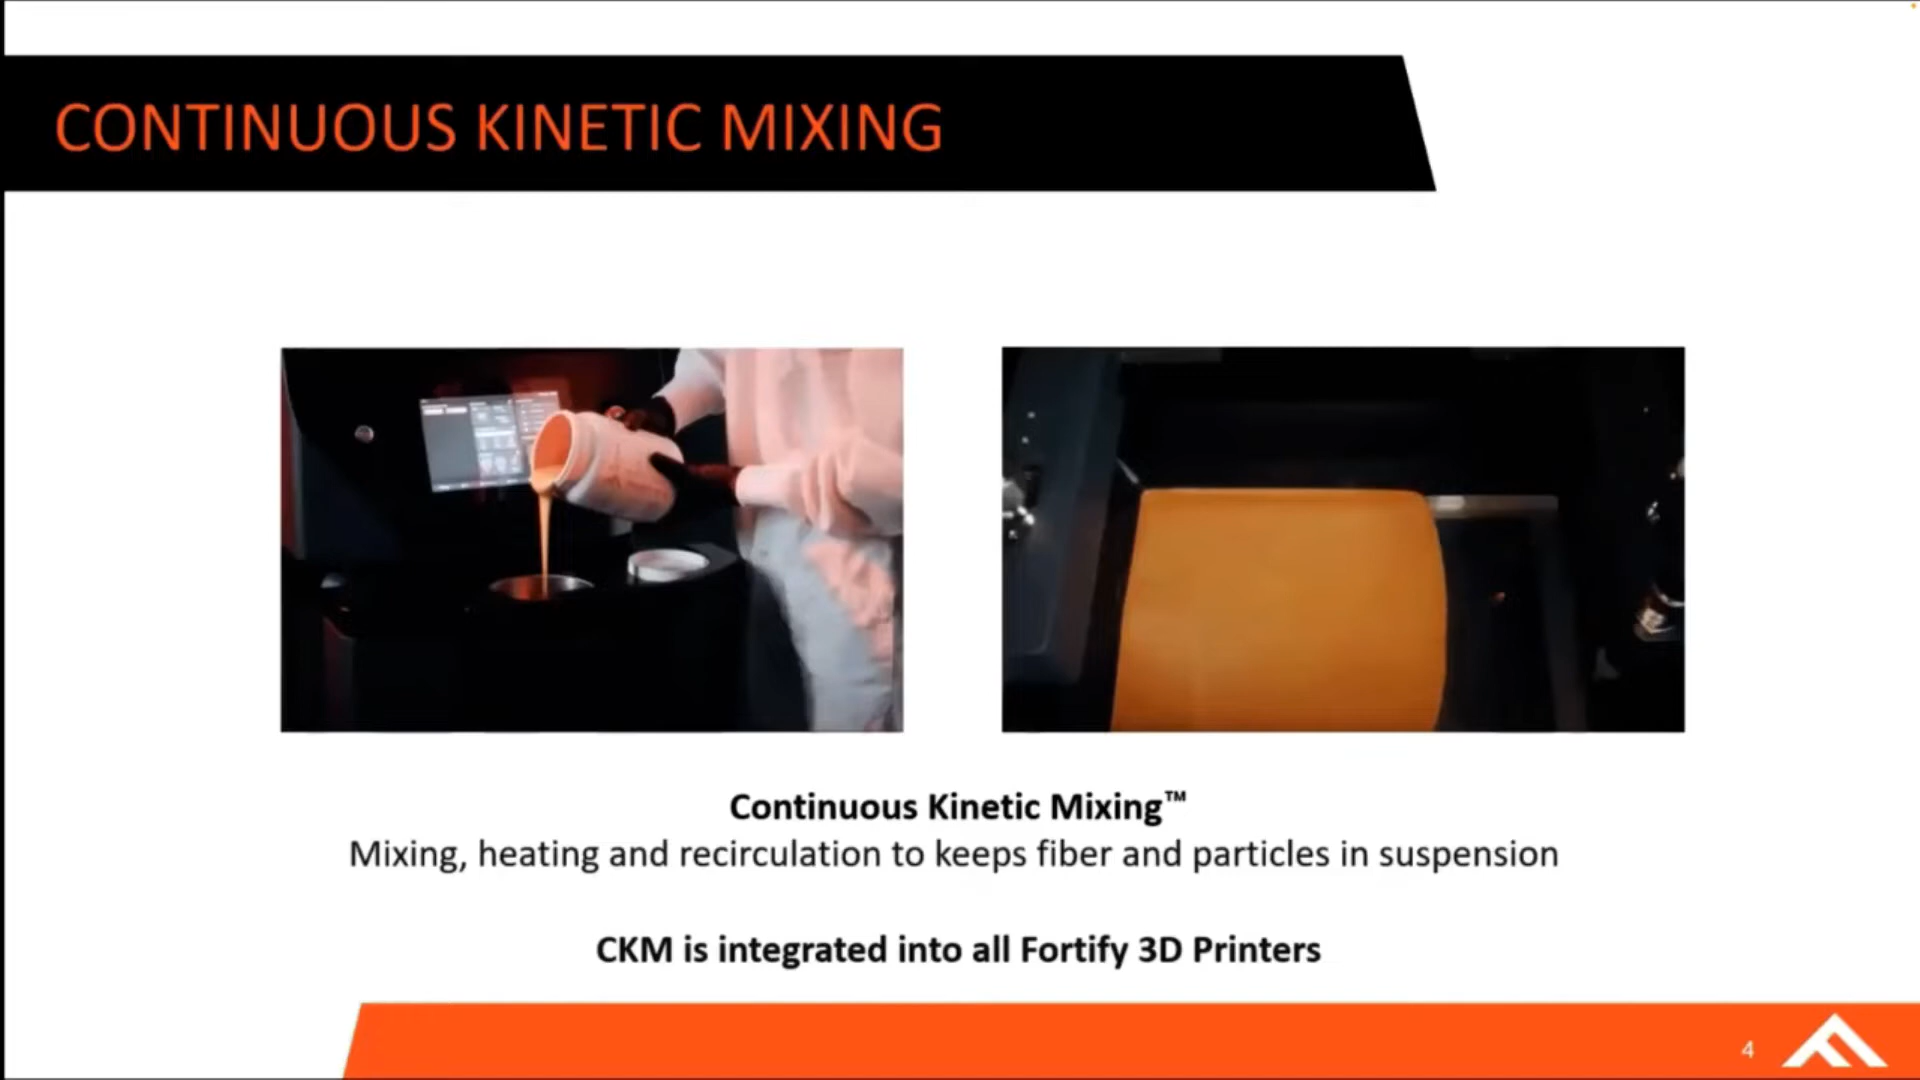 CONTINUOUS KINETIC MIXING
Continuous Kinetic Mixing™
Mixing, heating and recirculation to keeps fiber and particles in suspension
CKM is integrated into all Fortify 3D Printers
4